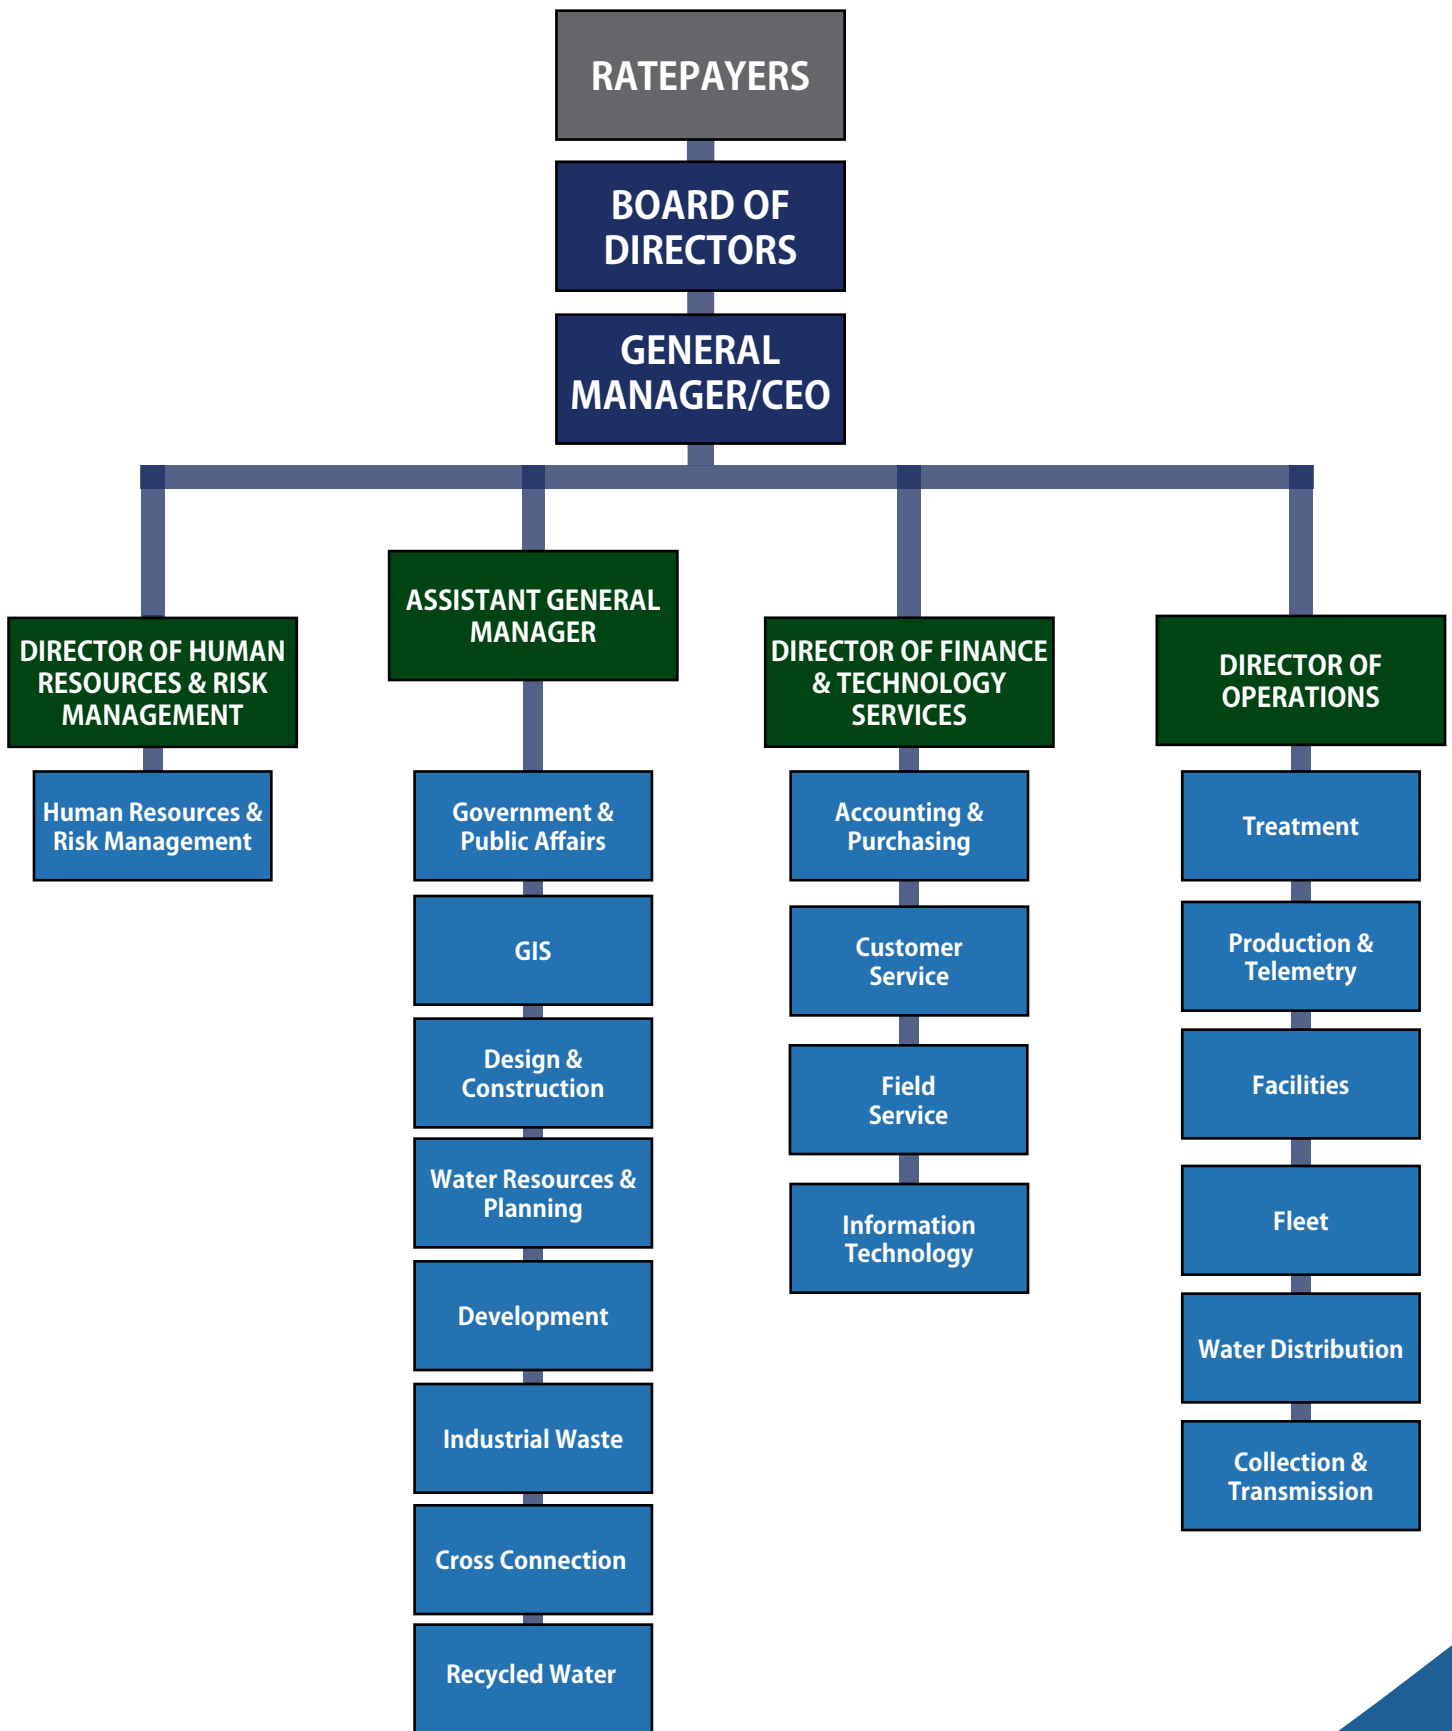 RATEPAYERS
BOARD OF
DIRECTORS
GENERAL
MANAGER/CEO
DIRECTOR OF HUMAN
RESOURCES & RISK
MANAGEMENT
Human Resources &
Risk Management
ASSISTANT GENERAL
MANAGER
Government &
Public Affairs
GIS
Design &
Construction
Water Resources &
Planning
Development
Industrial Waste
Cross Connection
Recycled Water
DIRECTOR OF FINANCE
& TECHNOLOGY
SERVICES
Accounting &
Purchasing
Customer
Service
Field
Service
Information
Technology
DIRECTOR OF
OPERATIONS
Treatment
Production &
Telemetry
Facilities
Fleet
Water Distribution
Collection &
Transmission